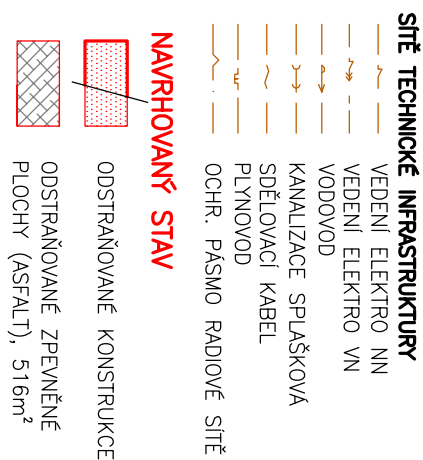 SÍTĚ TECHNICKÉ INFRASTRUKTURY
VEDENÍ ELEKTRO NN
VEDENÍ ELEKTRO VN
VODOVOD
KANALIZACE SPLAŠKOVÁ
SDĚLOVACÍ KABEL
PLYNOVOD
OCHR. PÁSMO RADIOVÉ SÍTĚ
NAVRHOVANÝ STAV
ODSTRAŇOVANÉ KONSTRUKCE
ODSTRAŇOVANÉ ZPEVNĚNÉ
PLOCHY (ASFALT), 516m²